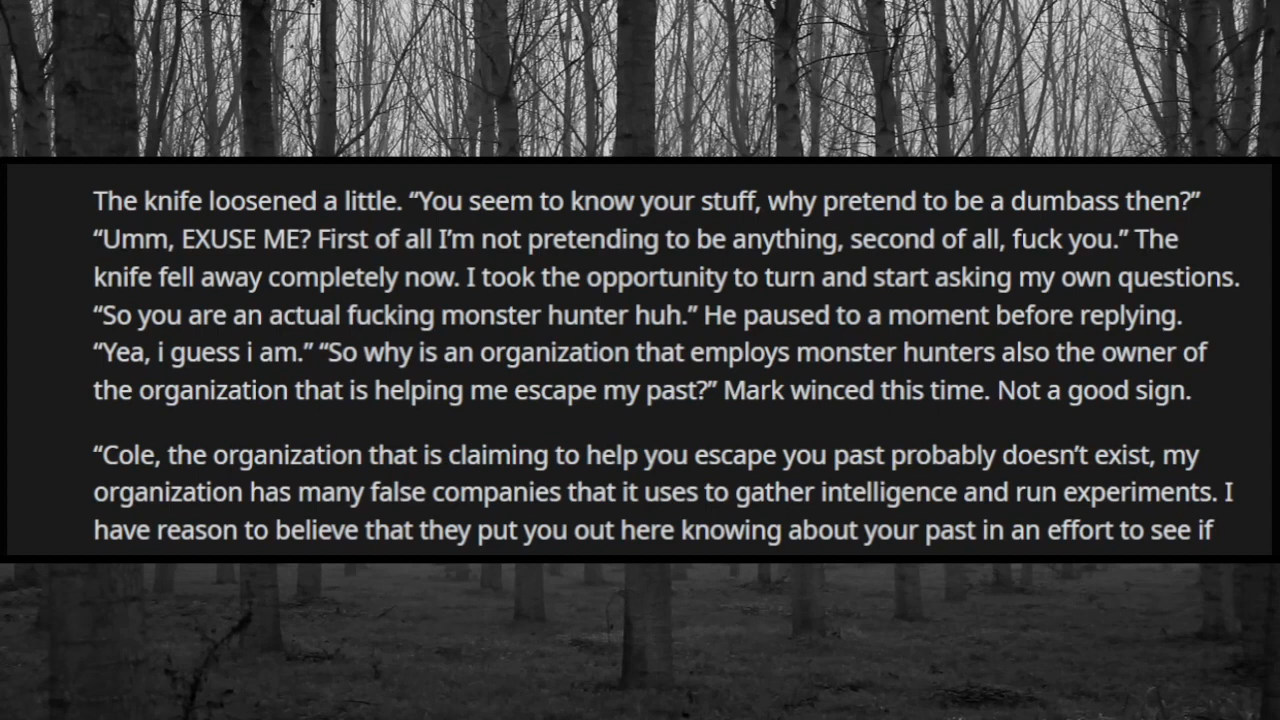 The knife loosened a little. “You seem to know your stuff, why pretend to be a dumbass then?”
“Umm, EXUSE ME? First of all I’m not pretending to be anything, second of all, fuck you.” The
knife fell away completely now. I took the opportunity to turn and start asking my own questions.
“So you are an actual fucking monster hunter huh.” He paused to a moment before replying.
“Yea, i guess i am.” “So why is an organization that employs monster hunters also the owner of
the organization that is helping me escape my past?” Mark winced this time. Not a good sign.
“Cole, the organization that is claiming to help you escape you past probably doesn’t exist, my
organization has many false companies that it uses to gather intelligence and run experiments. I
have reason to believe that they put you out here knowing about your past in an effort to see if